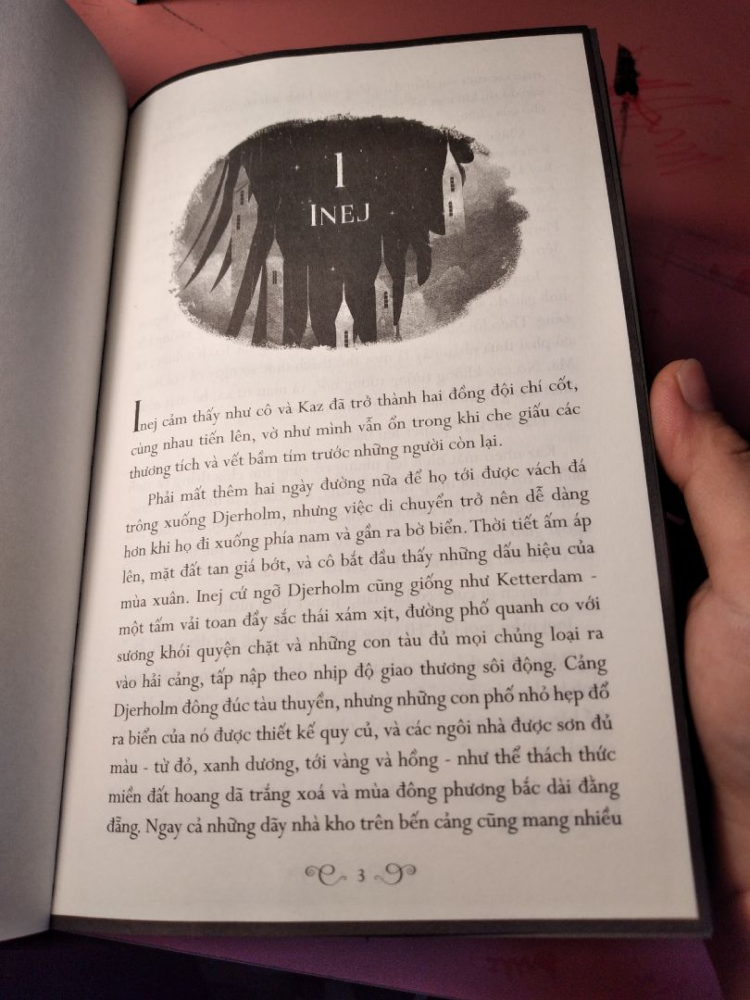 1
INEJ
Inej cảm thấy như cô và Kaz đã trở thành hai đồng đội chí cốt,
cùng nhau tiến lên, vờ như mình vẫn ổn trong khi che giấu các
thương tích và vết bầm tím trước những người còn lại.
Phải mất thêm hai ngày đường nữa để họ tới được vách đá
trông xuống Djerholm, nhưng việc di chuyển trở nên dễ dàng
hơn khi họ đi xuống phía nam và gần ra bờ biển. Thời tiết ấm áp
lên, mặt đất tan giá bớt, và cô bắt đầu thấy những dấu hiệu của
mùa xuân. Inej cứ ngỡ Djerholm cũng giống như Ketterdam -
một tấm vải toan đầy sắc thái xám xịt, đường phố quanh co với
sương khói quyện chặt và những con tàu đủ mọi chủng loại ra
vào hải cảng, tấp nập theo nhịp độ giao thương sôi động. Cảng
Djerholm đông đúc tàu thuyền, nhưng những con phố nhỏ hẹp đổ
ra biển của nó được thiết kế quy củ, và các ngôi nhà được sơn đủ
màu - từ đỏ, xanh dương, tới vàng và hồng - như thể thách thức
miền đất hoang dã trắng xoá và mùa đông phương bắc dài đằng
đẵng. Ngay cả những dãy nhà kho trên bến cảng cũng mang nhiều
3